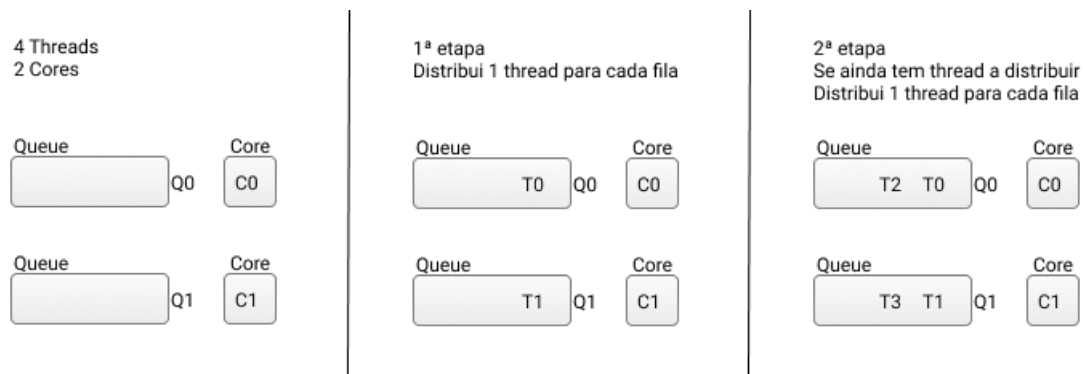 4 Threads
2 Cores
Queue Core
Q0 C0
Queue Core
Q1 C1
1ª etapa
Distribui 1 thread para cada fila
Queue Core
T0 Q0 C0
Queue Core
T1 Q1 C1
2ª etapa
Se ainda tem thread a distribuir
Distribui 1 thread para cada fila
Queue Core
T2 T0 Q0 C0
Queue Core
T3 T1 Q1 C1